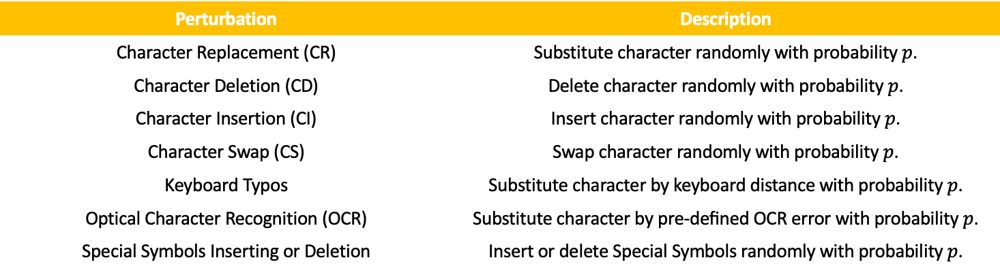 Perturbation Description
Character Replacement (CR) Substitute character randomly with probability p.
Character Deletion (CD) Delete character randomly with probability p.
Character Insertion (CI) Insert character randomly with probability p.
Character Swap (CS) Swap character randomly with probability p.
Keyboard Typos Substitute character by keyboard distance with probability p.
Optical Character Recognition (OCR) Substitute character by pre-defined OCR error with probability p.
Special Symbols Inserting or Deletion Insert or delete Special Symbols randomly with probability p.